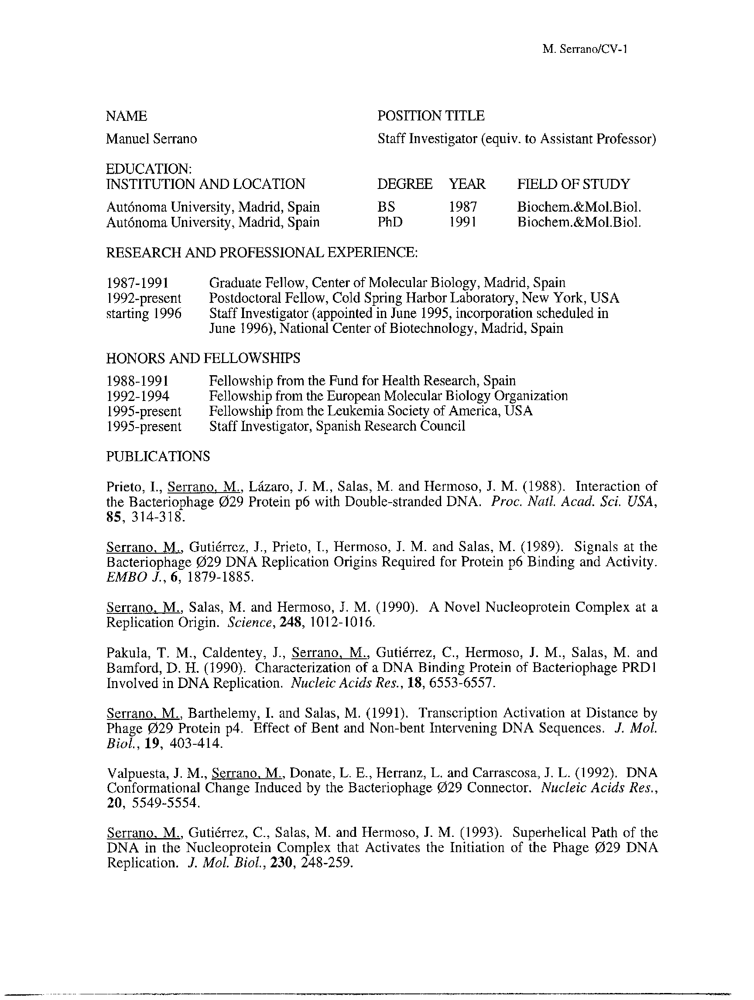 M. Serrano/CV-1
NAME POSITION TITLE
Manuel Serrano Staff Investigator (equiv. to Assistant Professor)
EDUCATION:
INSTITUTION AND LOCATION DEGREE YEAR FIELD OF STUDY
Autónoma University, Madrid, Spain BS 1987 Biochem.&Mol.Biol.
Autónoma University, Madrid, Spain PhD 1991 Biochem.&Mol.Biol.
RESEARCH AND PROFESSIONAL EXPERIENCE:
1987-1991 Graduate Fellow, Center of Molecular Biology, Madrid, Spain
1992-present Postdoctoral Fellow, Cold Spring Harbor Laboratory, New York, USA
starting 1996 Staff Investigator (appointed in June 1995, incorporation scheduled in
June 1996), National Center of Biotechnology, Madrid, Spain
HONORS AND FELLOWSHIPS
1988-1991 Fellowship from the Fund for Health Research, Spain
1992-1994 Fellowship from the European Molecular Biology Organization
1995-present Fellowship from the Leukemia Society of America, USA
1995-present Staff Investigator, Spanish Research Council
PUBLICATIONS
Prieto, I., Serrano, M., Lázaro, J. M., Salas, M. and Hermoso, J. M. (1988). Interaction of
the Bacteriophage Ø29 Protein p6 with Double-stranded DNA. Proc. Natl. Acad. Sci. USA,
85, 314-318.
Serrano, M., Gutiérrez, J., Prieto, I., Hermoso, J. M. and Salas, M. (1989). Signals at the
Bacteriophage Ø29 DNA Replication Origins Required for Protein p6 Binding and Activity.
EMBO J., 6, 1879-1885.
Serrano, M., Salas, M. and Hermoso, J. M. (1990). A Novel Nucleoprotein Complex at a
Replication Origin. Science, 248, 1012-1016.
Pakula, T. M., Caldentey, J., Serrano, M., Gutiérrez, C., Hermoso, J. M., Salas, M. and
Bamford, D. H. (1990). Characterization of a DNA Binding Protein of Bacteriophage PRD1
Involved in DNA Replication. Nucleic Acids Res., 18, 6553-6557.
Serrano, M., Barthelemy, I. and Salas, M. (1991). Transcription Activation at Distance by
Phage Ø29 Protein p4. Effect of Bent and Non-bent Intervening DNA Sequences. J. Mol.
Biol., 19, 403-414.
Valpuesta, J. M., Serrano, M., Donate, L. E., Herranz, L. and Carrascosa, J. L. (1992). DNA
Conformational Change Induced by the Bacteriophage Ø29 Connector. Nucleic Acids Res.,
20, 5549-5554.
Serrano, M., Gutiérrez, C., Salas, M. and Hermoso, J. M. (1993). Superhelical Path of the
DNA in the Nucleoprotein Complex that Activates the Initiation of the Phage Ø29 DNA
Replication. J. Mol. Biol., 230, 248-259.